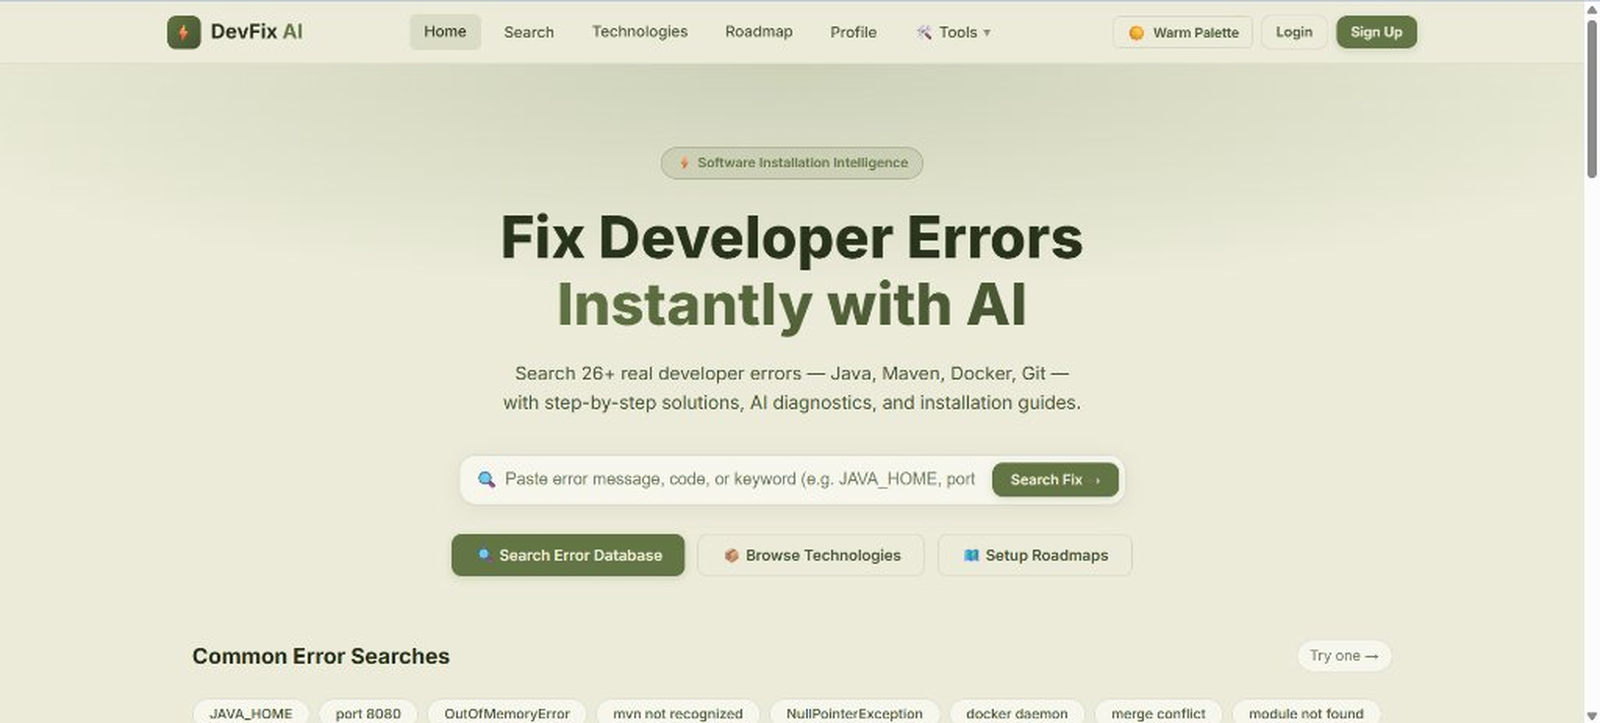 DevFix AI
Home
Search
Technologies
Roadmap
Profile
Tools ▾
Warm Palette
Login
Sign Up
Software Installation Intelligence
Fix Developer Errors
Instantly with AI
Search 26+ real developer errors — Java, Maven, Docker, Git —
with step-by-step solutions, AI diagnostics, and installation guides.
Paste error message, code, or keyword (e.g. JAVA_HOME, port
Search Fix →
Search Error Database
Browse Technologies
Setup Roadmaps
Common Error Searches
Try one →
JAVA_HOME
port 8080
OutOfMemoryError
mvn not recognized
NullPointerException
docker daemon
merge conflict
module not found